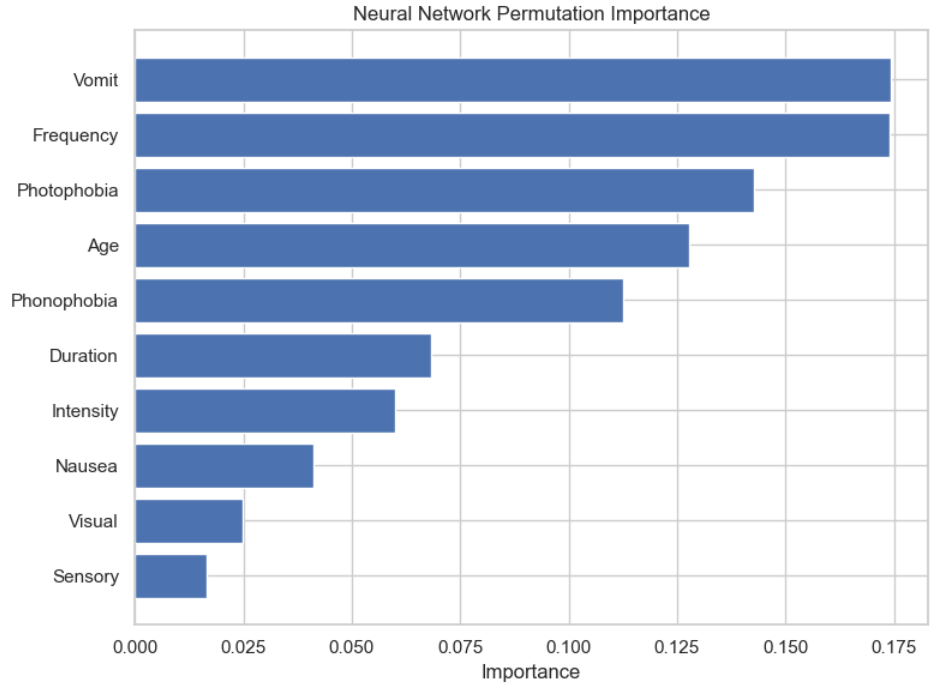 Neural Network Permutation Importance
Vomit
Frequency
Photophobia
Age
Phonophobia
Duration
Intensity
Nausea
Visual
Sensory
0.000 0.025 0.050 0.075 0.100 0.125 0.150 0.175
Importance